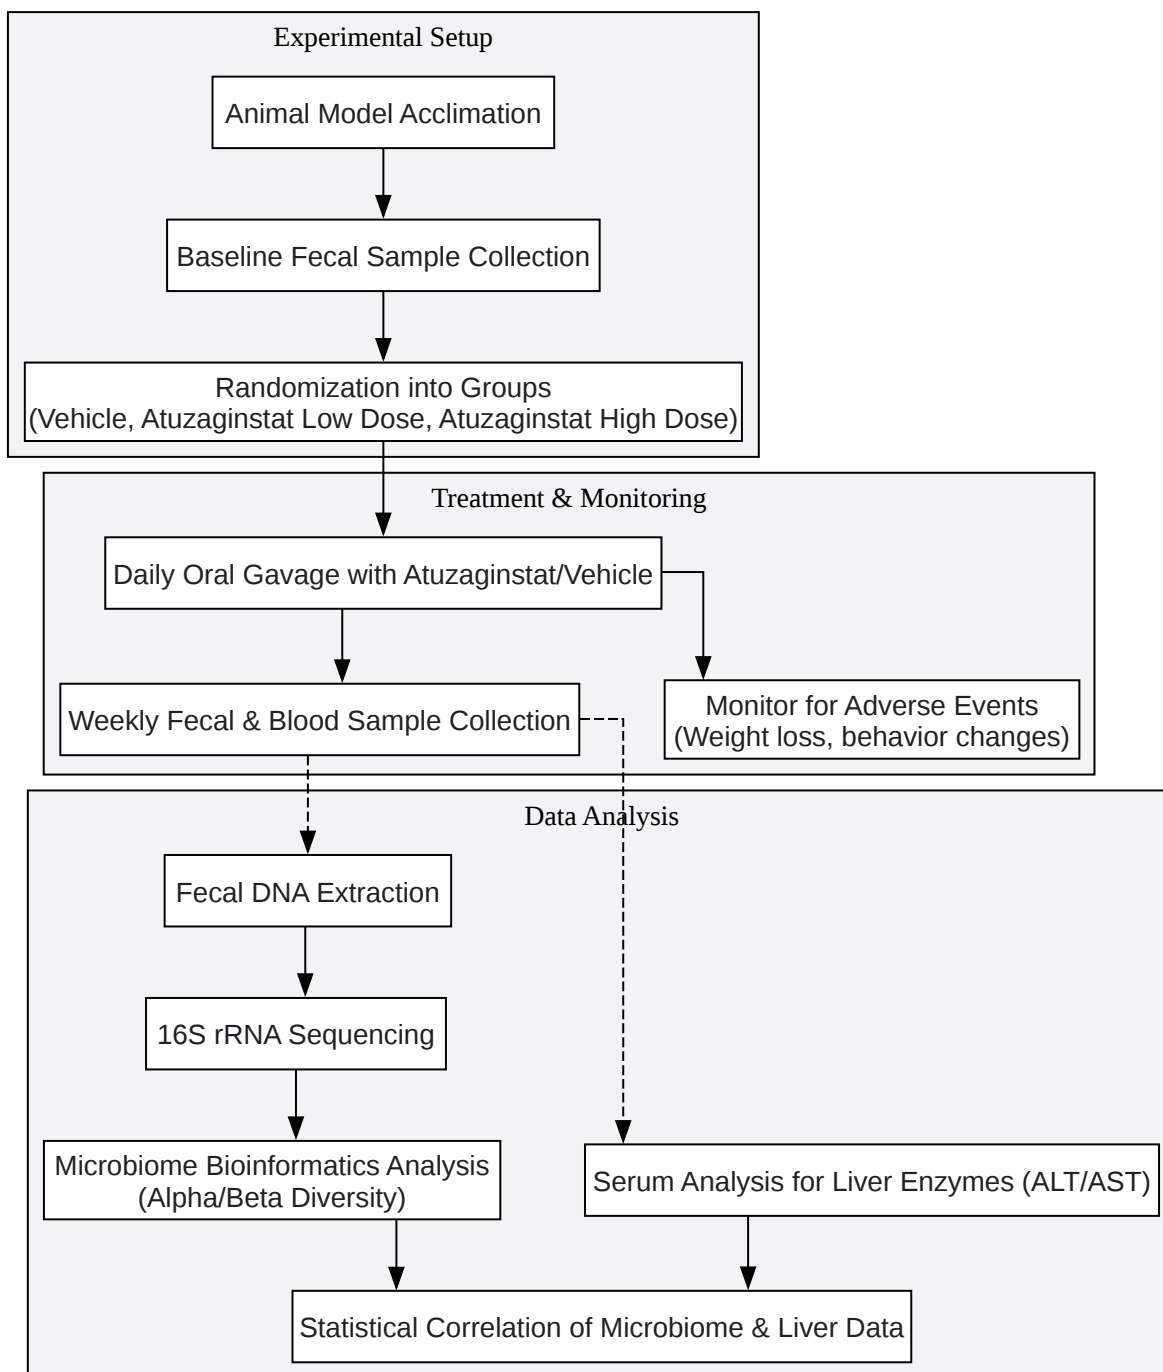 Experimental Setup
Animal Model Acclimation
Baseline Fecal Sample Collection
Randomization into Groups
(Vehicle, Atuzaginstat Low Dose, Atuzaginstat High Dose)
Treatment & Monitoring
Daily Oral Gavage with Atuzaginstat/Vehicle
Weekly Fecal & Blood Sample Collection
Monitor for Adverse Events
(Weight loss, behavior changes)
Data Analysis
Fecal DNA Extraction
16S rRNA Sequencing
Microbiome Bioinformatics Analysis
(Alpha/Beta Diversity)
Serum Analysis for Liver Enzymes (ALT/AST)
Statistical Correlation of Microbiome & Liver Data